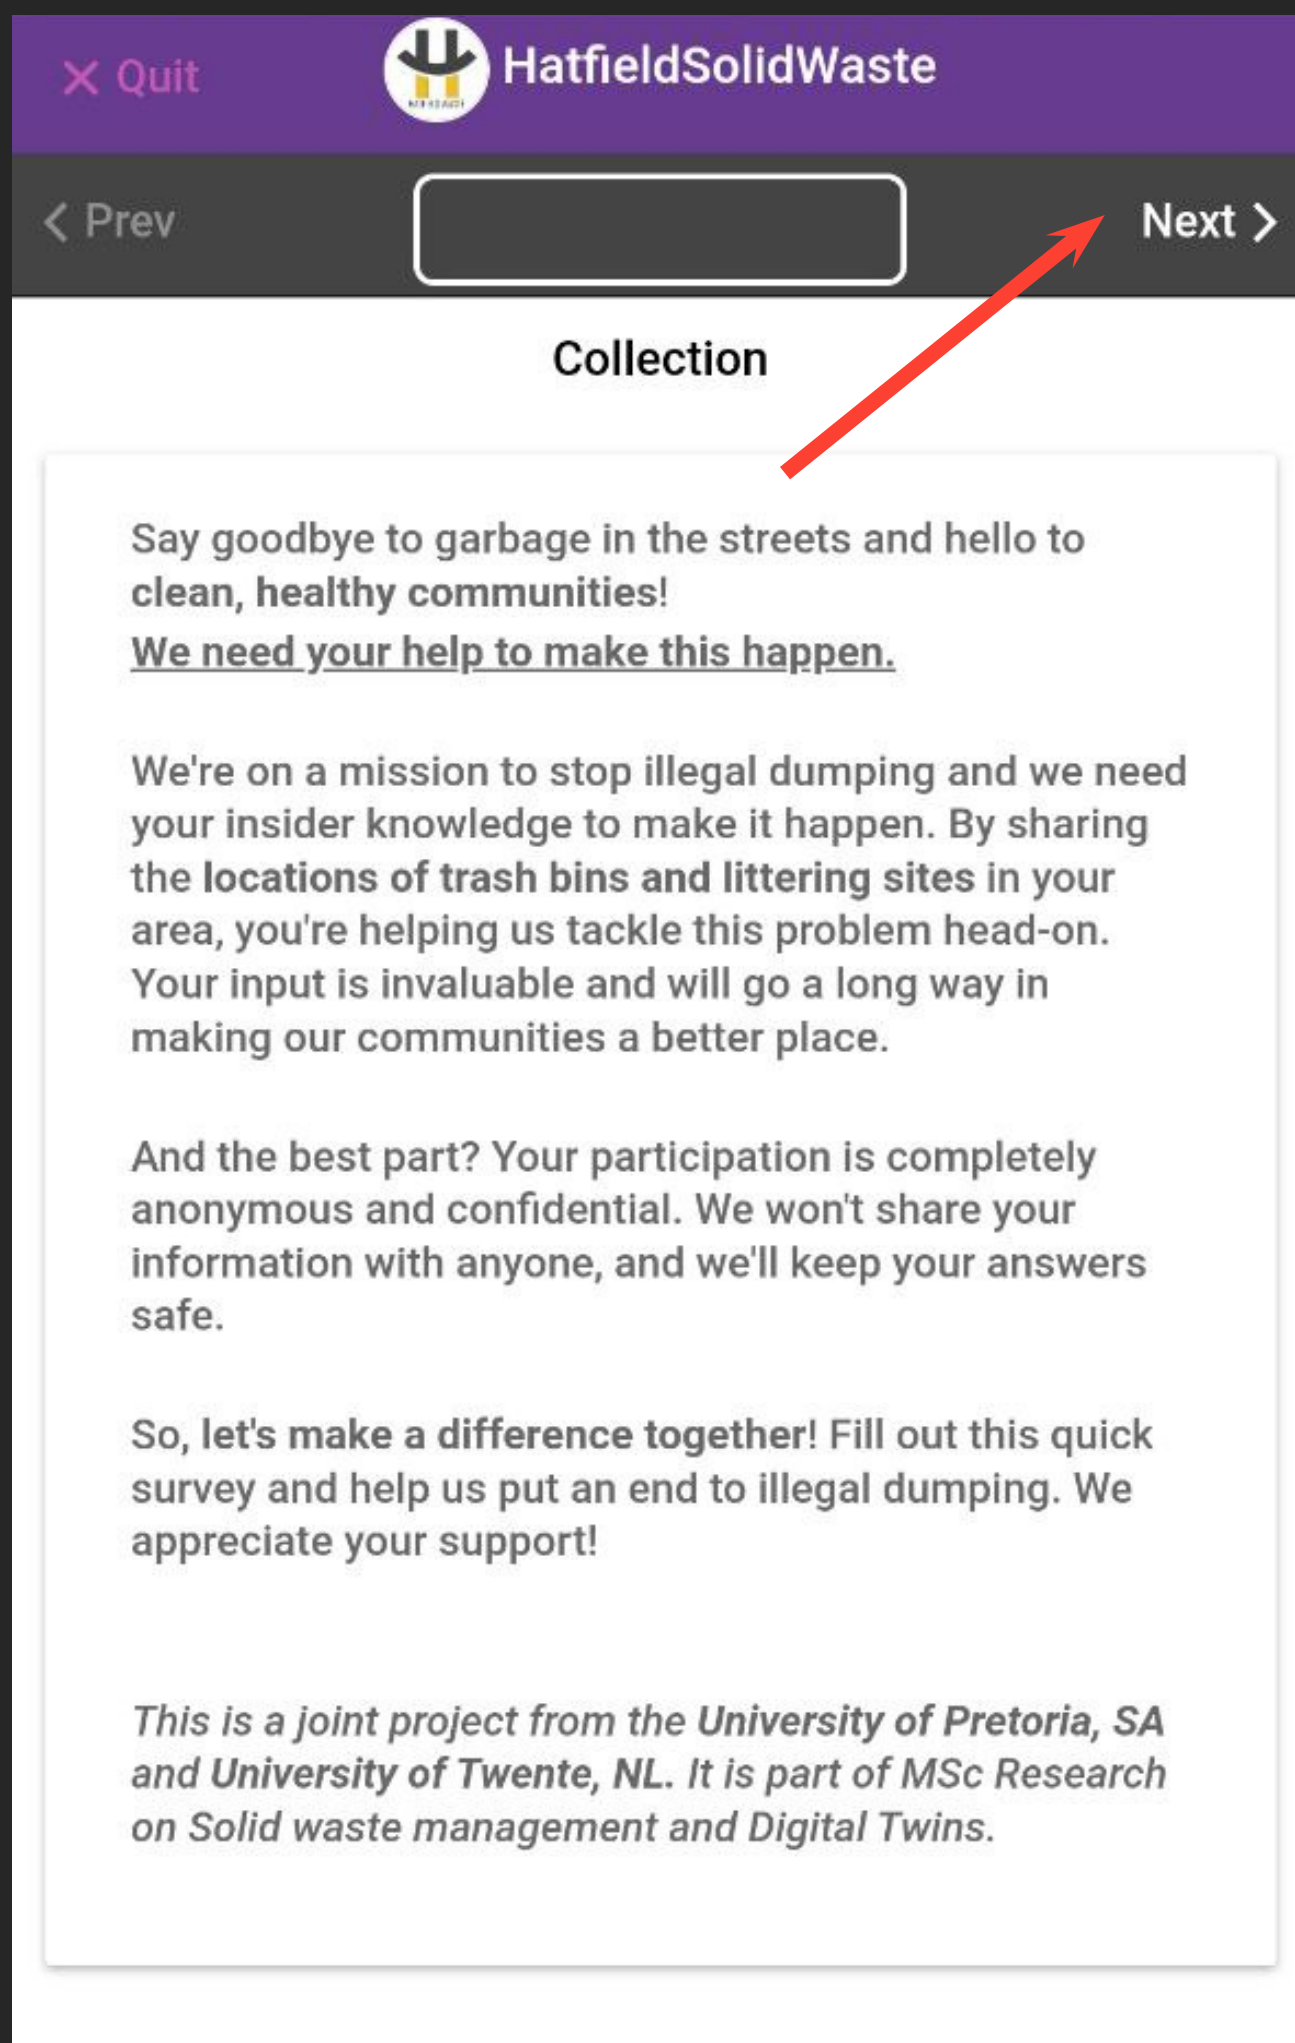 Quit
HatfieldSolidWaste
Prev
Next
Collection
Say goodbye to garbage in the streets and hello to
clean, healthy communities!
We need your help to make this happen.
We're on a mission to stop illegal dumping and we need
your insider knowledge to make it happen. By sharing
the locations of trash bins and littering sites in your
area, you're helping us tackle this problem head-on.
Your input is invaluable and will go a long way in
making our communities a better place.
And the best part? Your participation is completely
anonymous and confidential. We won't share your
information with anyone, and we'll keep your answers
safe.
So, let's make a difference together! Fill out this quick
survey and help us put an end to illegal dumping. We
appreciate your support!
This is a joint project from the University of Pretoria, SA
and University of Twente, NL. It is part of MSc Research
on Solid waste management and Digital Twins.